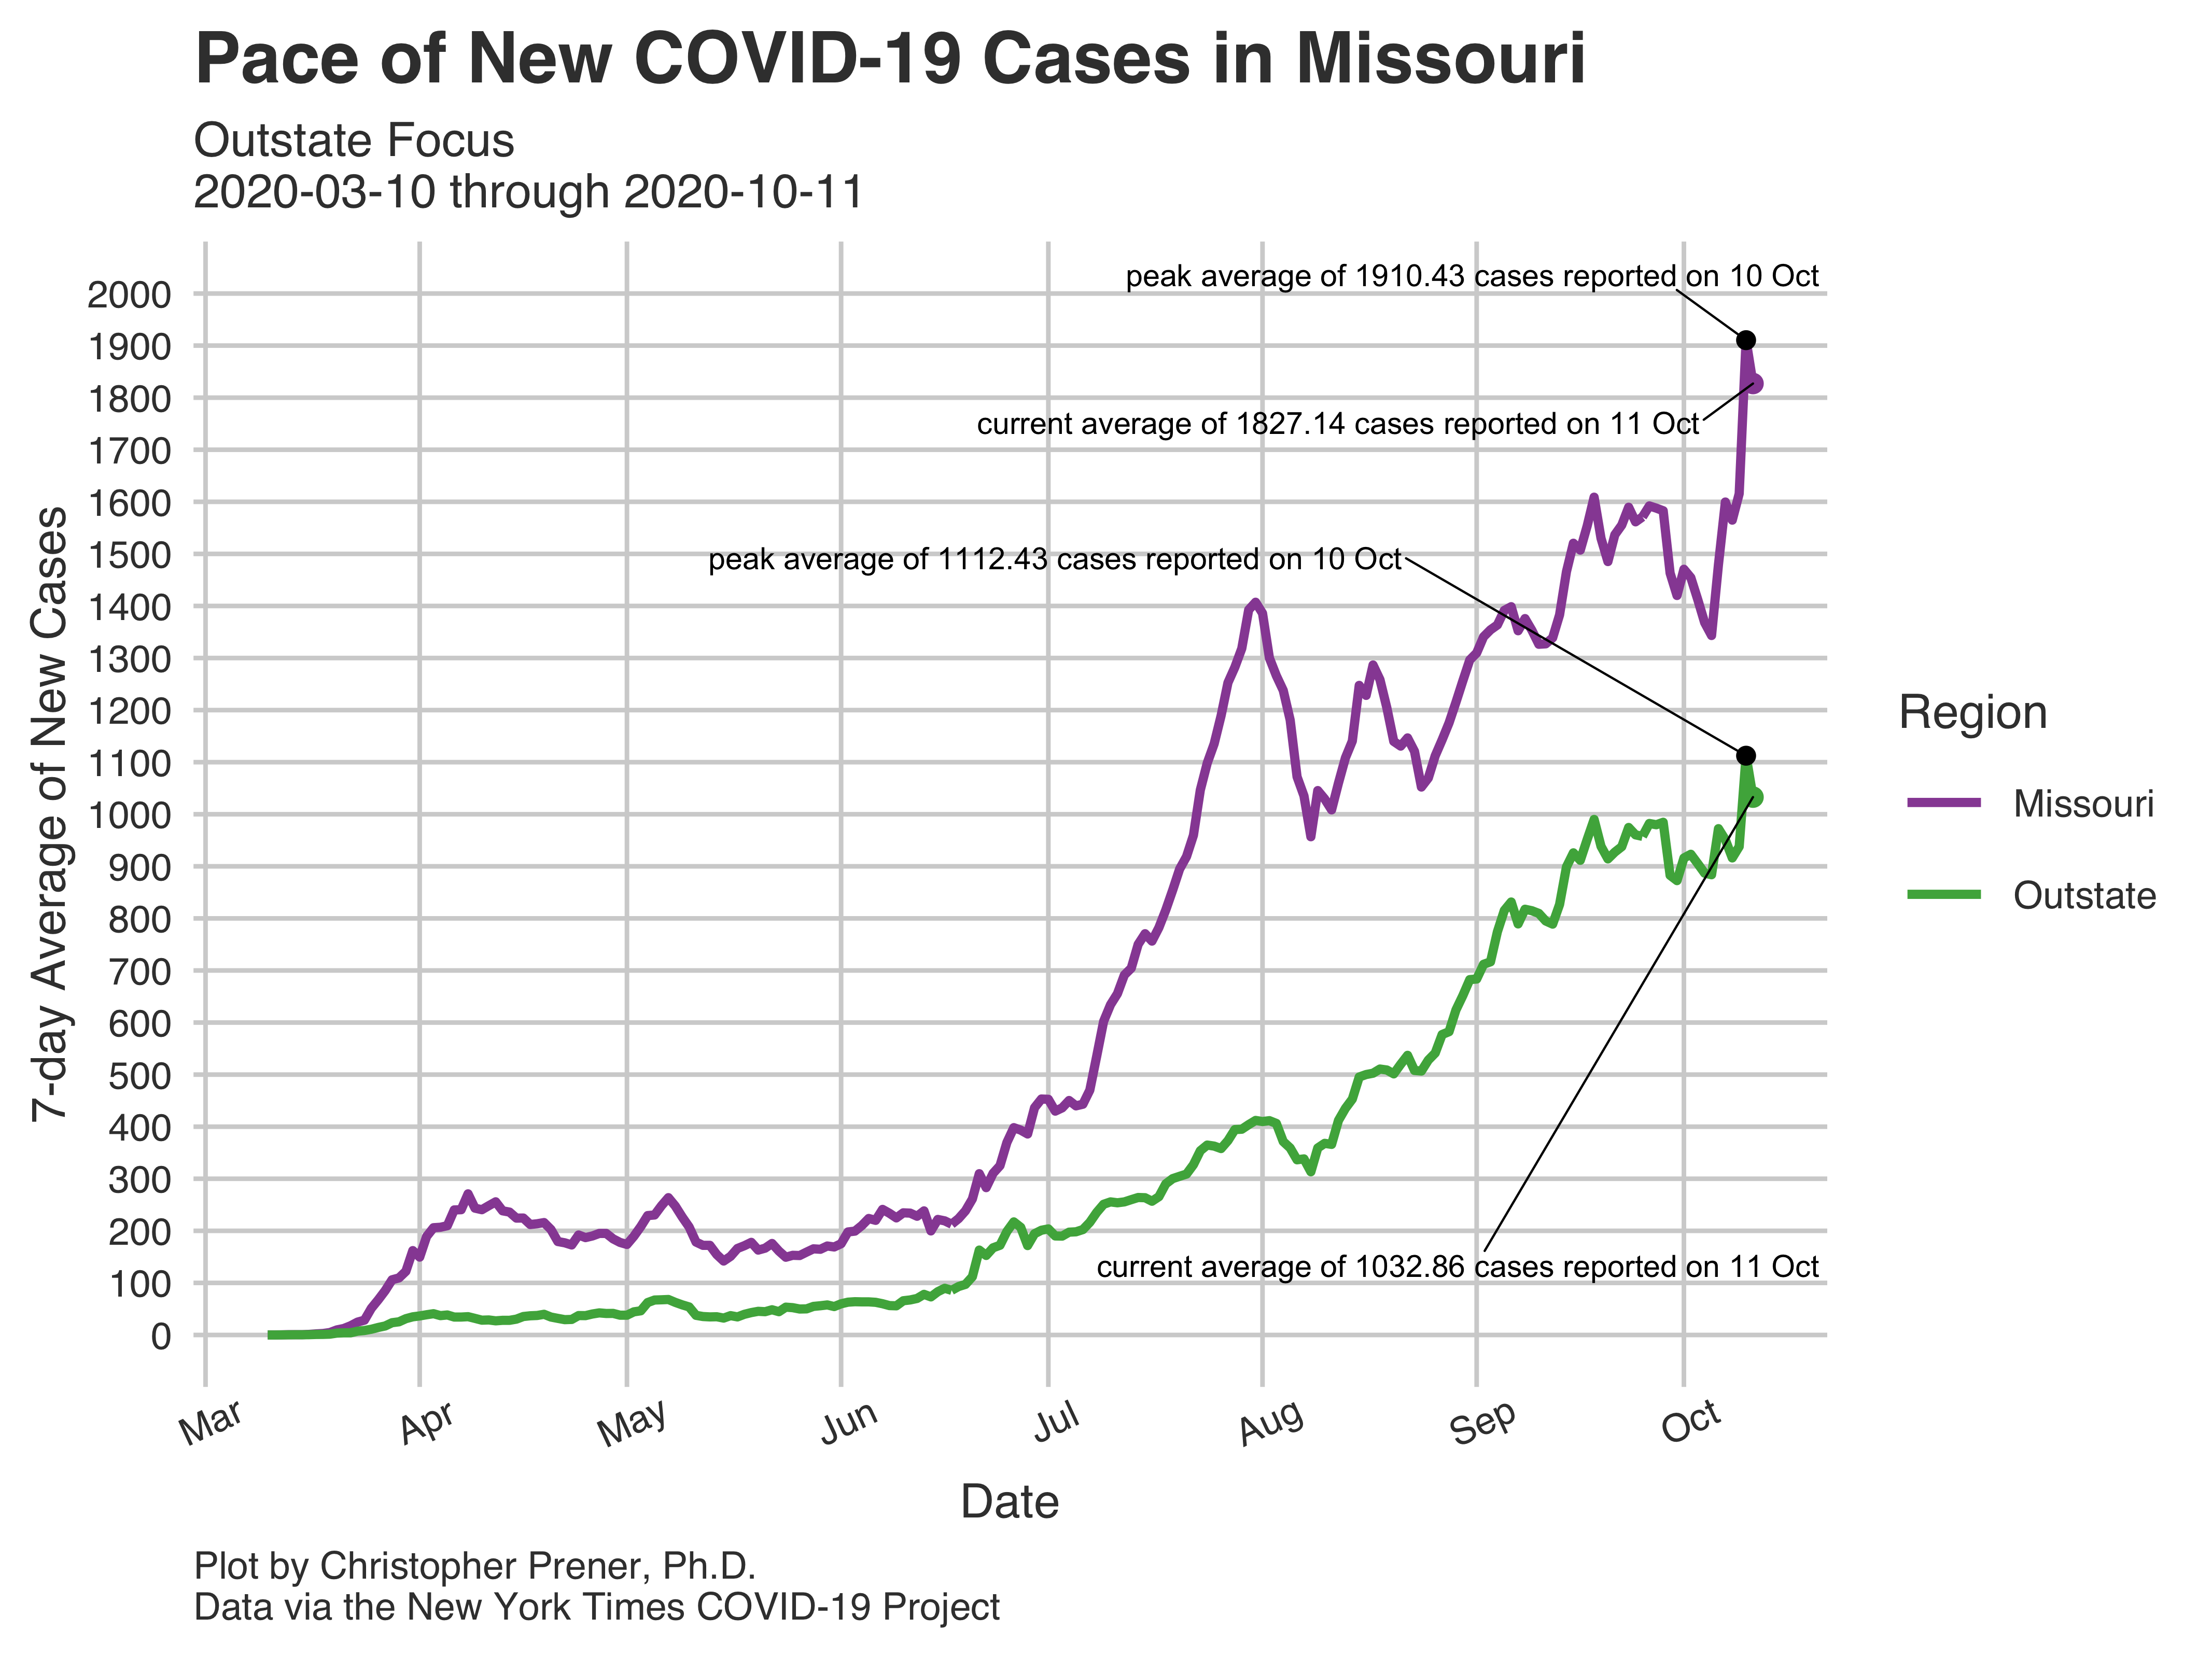 Pace of New COVID-19 Cases in Missouri
Outstate Focus
2020-03-10 through 2020-10-11
7-day Average of New Cases
2000
1900
1800
1700
1600
1500
1400
1300
1200
1100
1000
900
800
700
600
500
400
300
200
100
0
peak average of 1910.43 cases reported on 10 Oct
current average of 1827.14 cases reported on 11 Oct
peak average of 1112.43 cases reported on 10 Oct
current average of 1032.86 cases reported on 11 Oct
Region
Missouri
Outstate
Mar
Apr
May
Jun
Jul
Aug
Sep
Oct
Date
Plot by Christopher Prener, Ph.D.
Data via the New York Times COVID-19 Project